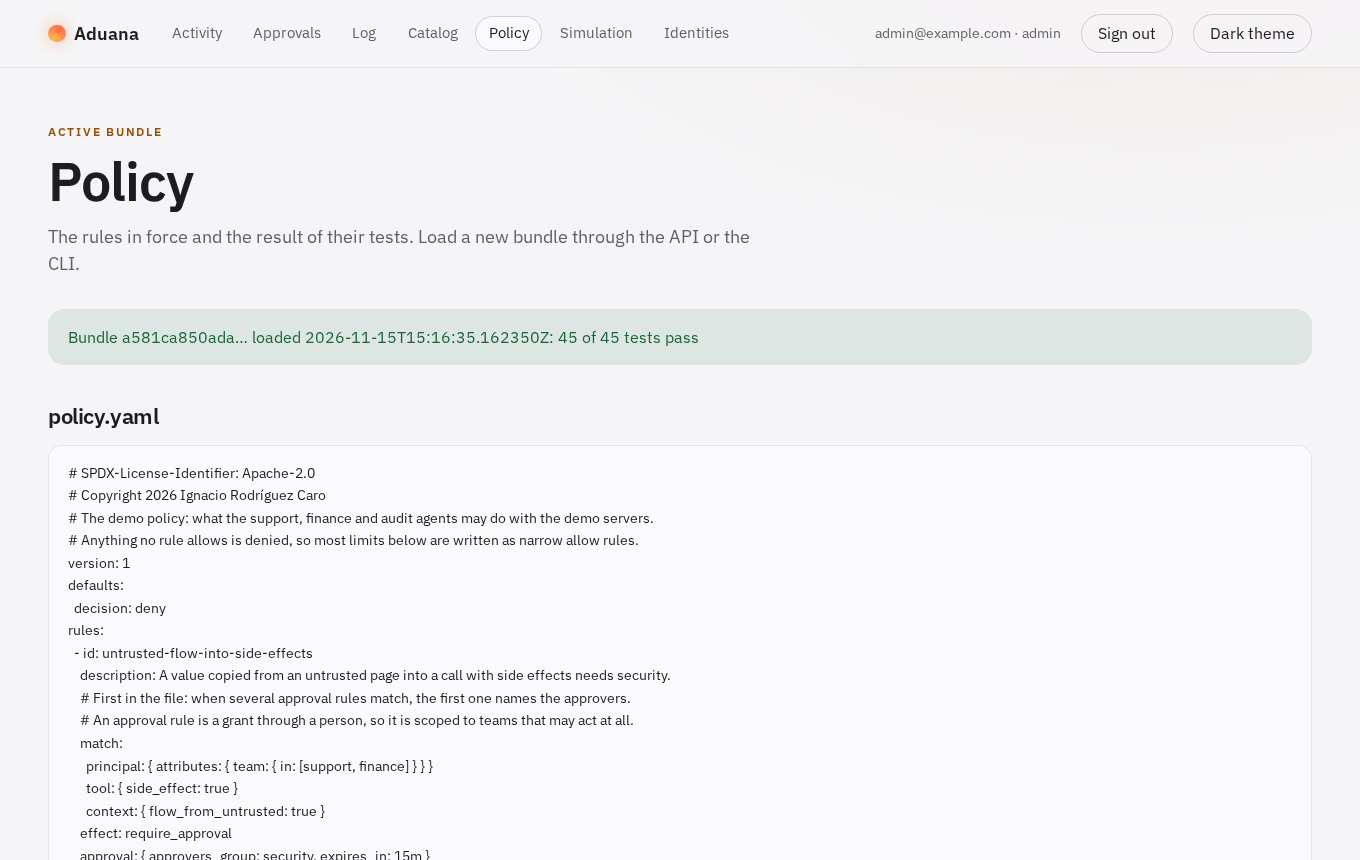 Aduana
Activity
Approvals
Log
Catalog
Policy
Simulation
Identities
admin@example.com · admin
Sign out
Dark theme
ACTIVE BUNDLE
Policy
The rules in force and the result of their tests. Load a new bundle through the API or the
CLI.
Bundle a581ca850ada… loaded 2026-11-15T15:16:35.162350Z: 45 of 45 tests pass
policy.yaml
# SPDX-License-Identifier: Apache-2.0
# Copyright 2026 Ignacio Rodríguez Caro
# The demo policy: what the support, finance and audit agents may do with the demo servers.
# Anything no rule allows is denied, so most limits below are written as narrow allow rules.
version: 1
defaults:
  decision: deny
rules:
  - id: untrusted-flow-into-side-effects
    description: A value copied from an untrusted page into a call with side effects needs security.
    # First in the file: when several approval rules match, the first one names the approvers.
    # An approval rule is a grant through a person, so it is scoped to teams that may act at all.
    match:
      principal: { attributes: { team: { in: [support, finance] } } }
      tool: { side_effect: true }
      context: { flow_from_untrusted: true }
    effect: require_approval
    approval: { approvers_group: security, expires_in: 15m }